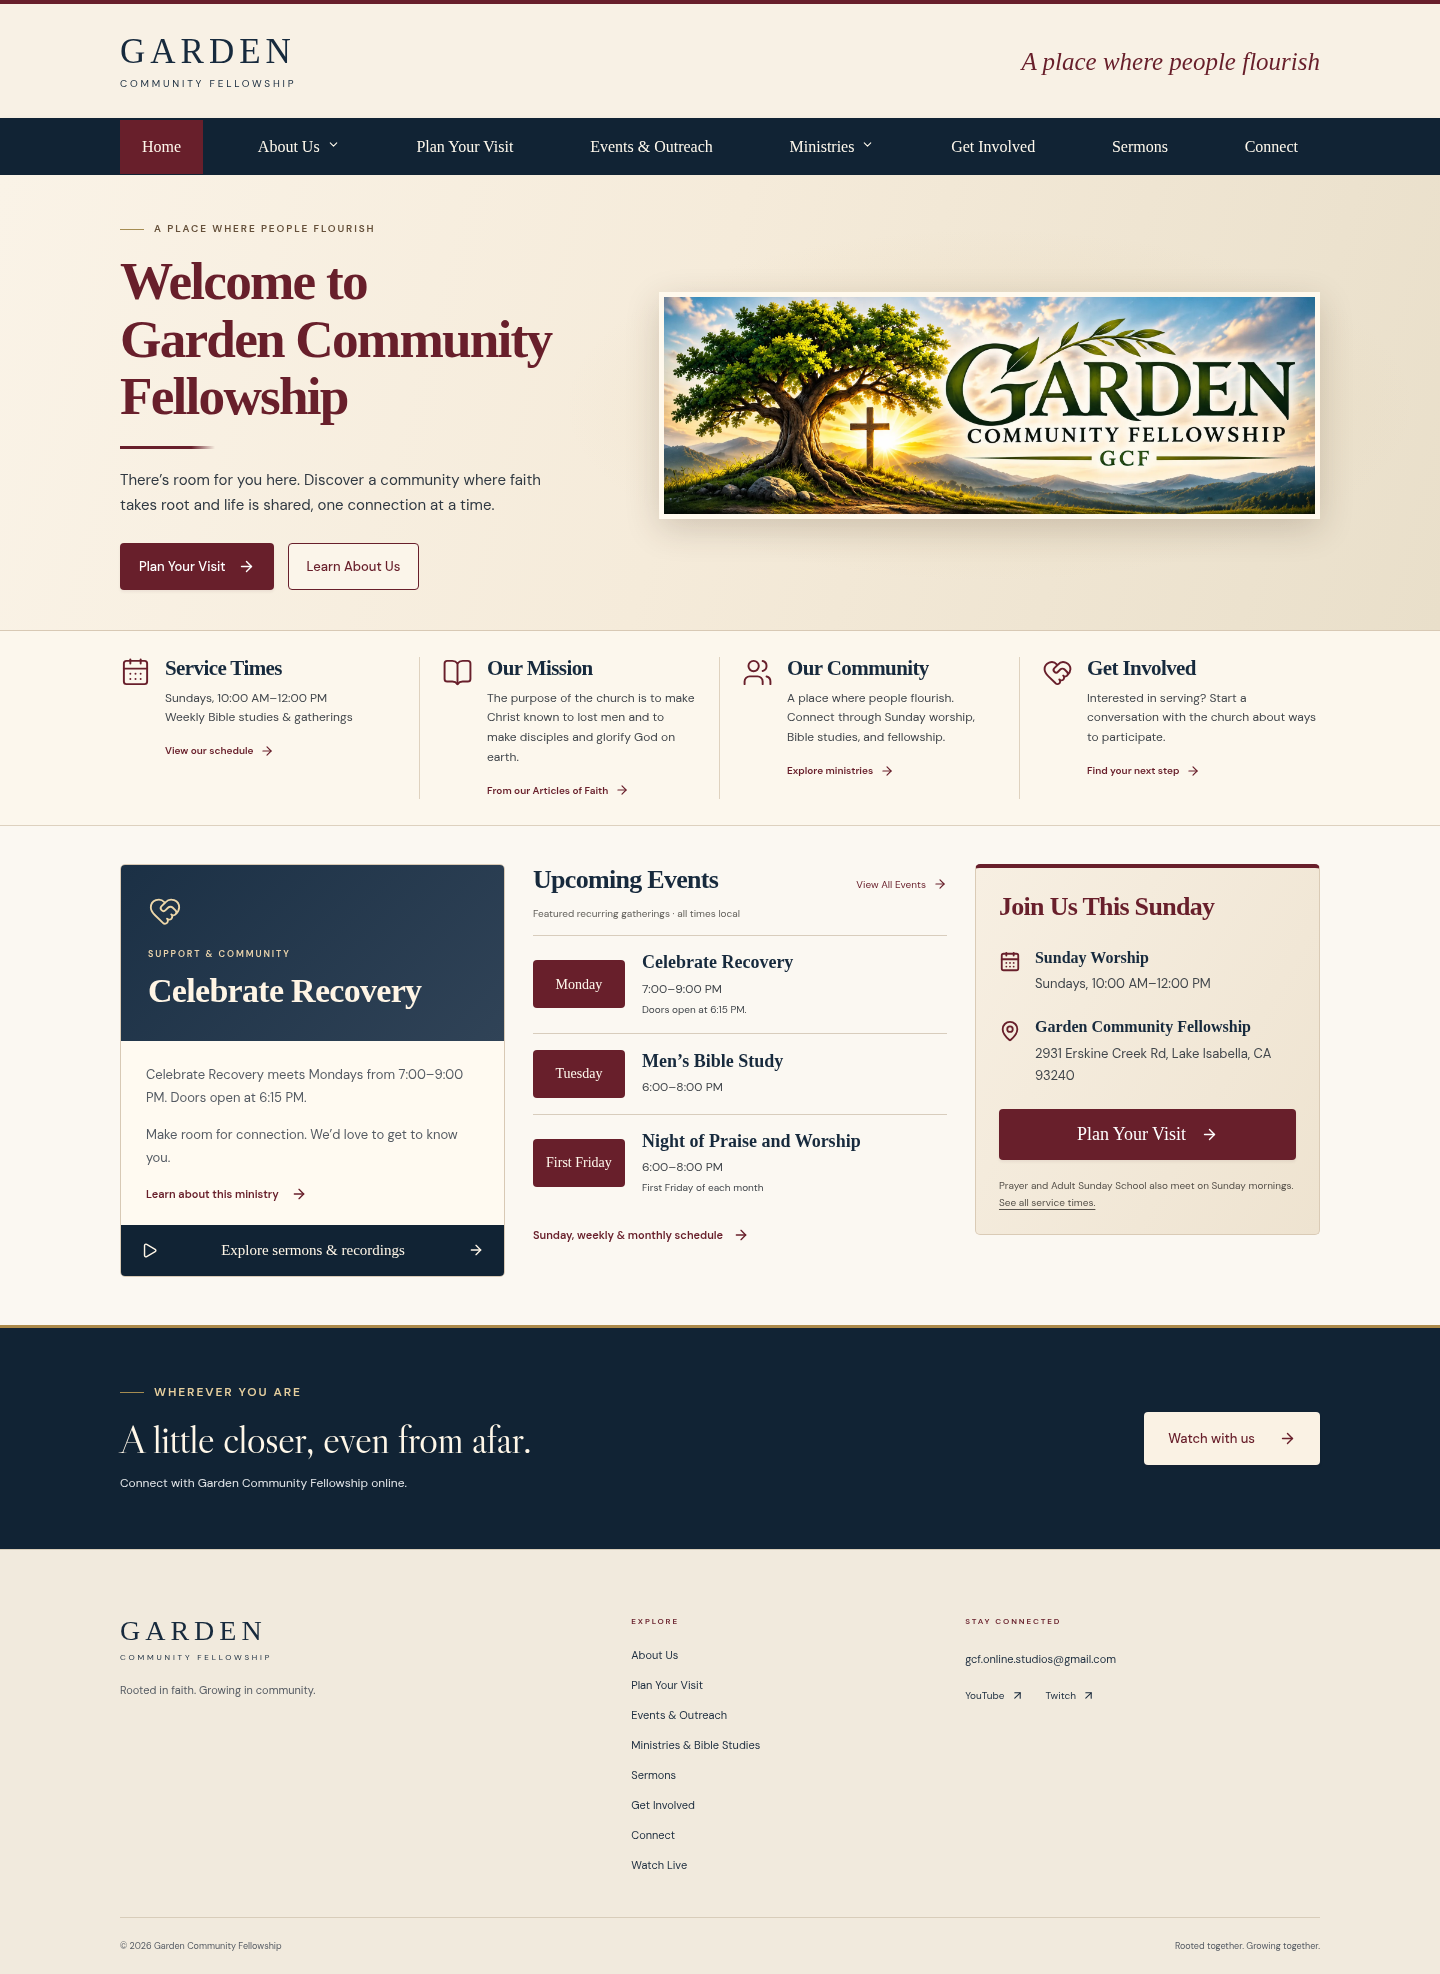 GARDEN
COMMUNITY FELLOWSHIP
A place where people flourish
Home
About Us
Plan Your Visit
Events & Outreach
Ministries
Get Involved
Sermons
Connect
A PLACE WHERE PEOPLE FLOURISH
Welcome to
Garden Community
Fellowship
There’s room for you here. Discover a community where faith
takes root and life is shared, one connection at a time.
Plan Your Visit
Learn About Us
GARDEN
COMMUNITY FELLOWSHIP
GCF
Service Times
Sundays, 10:00 AM–12:00 PM
Weekly Bible studies & gatherings
View our schedule
Our Mission
The purpose of the church is to make
Christ known to lost men and to
make disciples and glorify God on
earth.
From our Articles of Faith
Our Community
A place where people flourish.
Connect through Sunday worship,
Bible studies, and fellowship.
Explore ministries
Get Involved
Interested in serving? Start a
conversation with the church about ways
to participate.
Find your next step
SUPPORT & COMMUNITY
Celebrate Recovery
Celebrate Recovery meets Mondays from 7:00–9:00
PM. Doors open at 6:15 PM.
Make room for connection. We’d love to get to know
you.
Learn about this ministry
Explore sermons & recordings
Upcoming Events
View All Events
Featured recurring gatherings · all times local
Monday
Celebrate Recovery
7:00–9:00 PM
Doors open at 6:15 PM.
Tuesday
Men’s Bible Study
6:00–8:00 PM
First Friday
Night of Praise and Worship
6:00–8:00 PM
First Friday of each month
Sunday, weekly & monthly schedule
Join Us This Sunday
Sunday Worship
Sundays, 10:00 AM–12:00 PM
Garden Community Fellowship
2931 Erskine Creek Rd, Lake Isabella, CA
93240
Plan Your Visit
Prayer and Adult Sunday School also meet on Sunday mornings.
See all service times.
WHEREVER YOU ARE
A little closer, even from afar.
Connect with Garden Community Fellowship online.
Watch with us
GARDEN
COMMUNITY FELLOWSHIP
Rooted in faith. Growing in community.
EXPLORE
About Us
Plan Your Visit
Events & Outreach
Ministries & Bible Studies
Sermons
Get Involved
Connect
Watch Live
STAY CONNECTED
gcf.online.studios@gmail.com
YouTube
Twitch
© 2026 Garden Community Fellowship
Rooted together. Growing together.